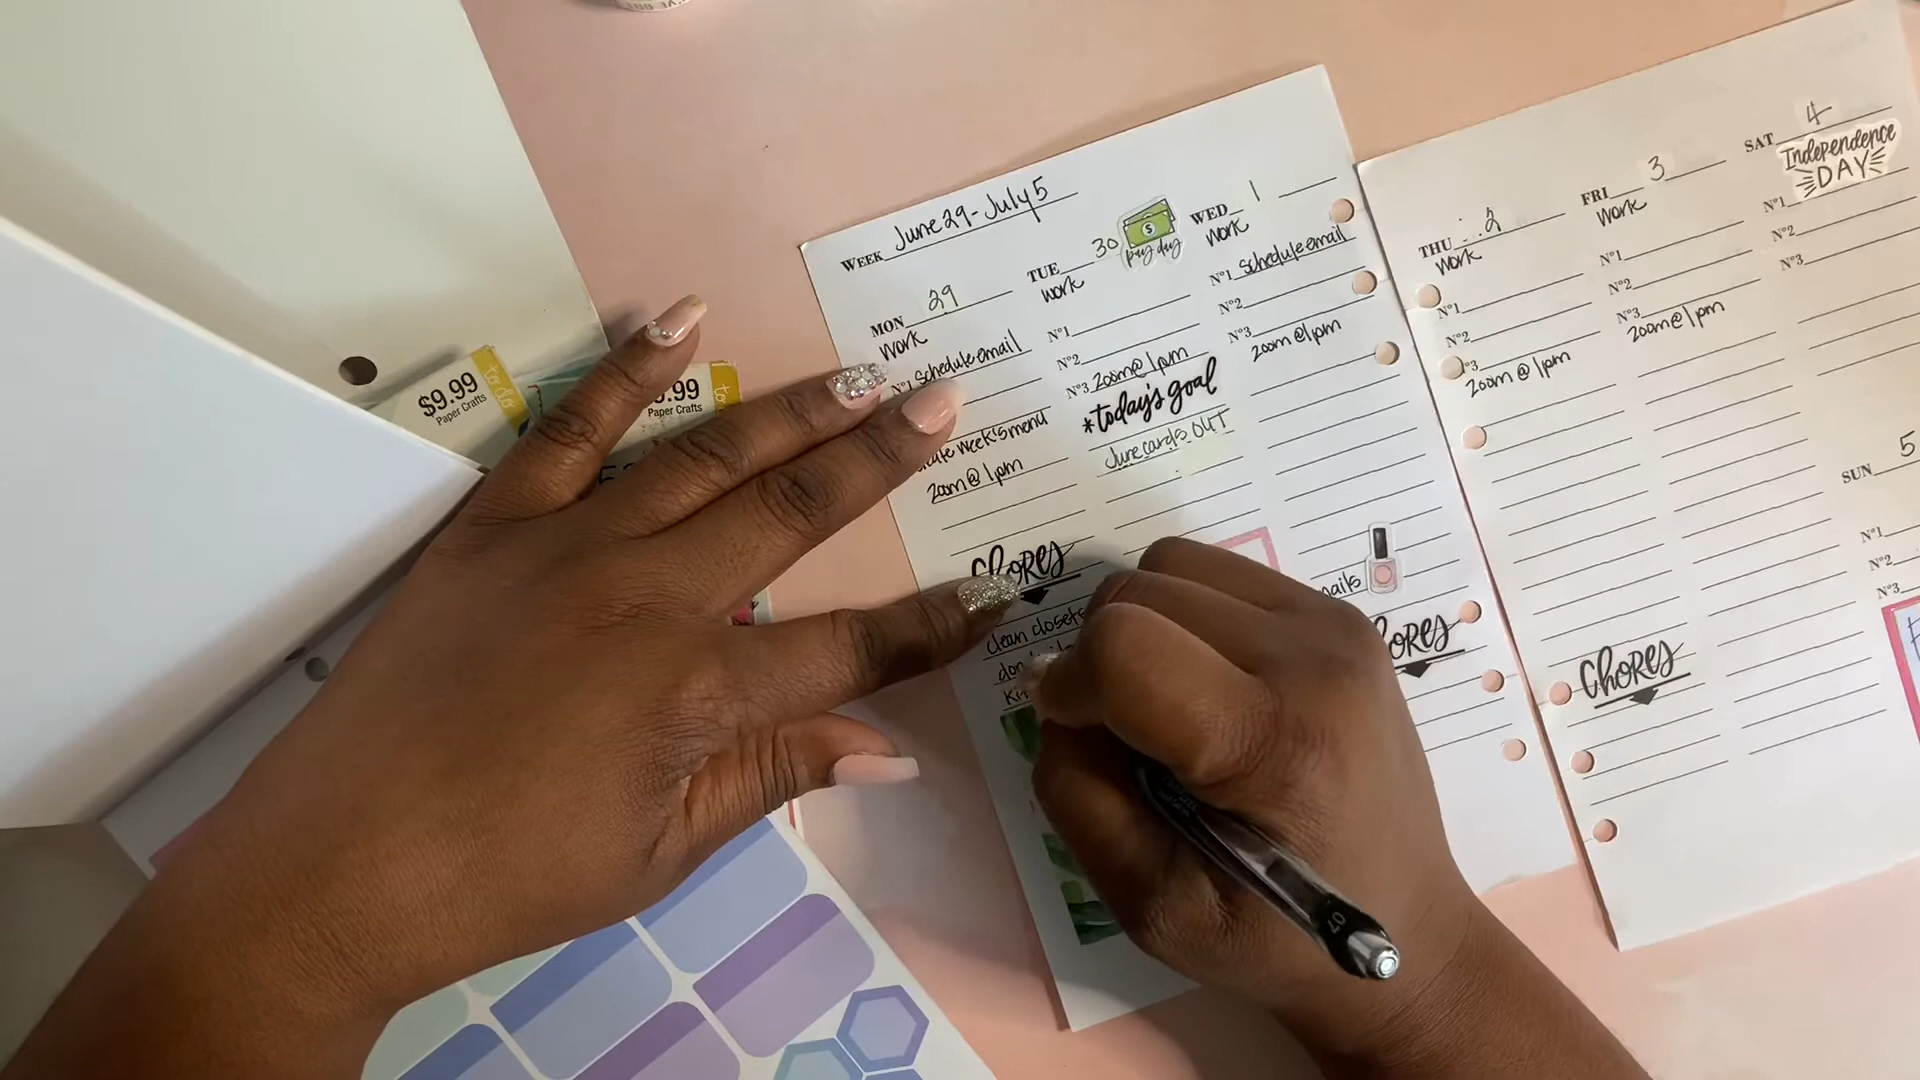 WEEK June 29 - July 5
MON 29
work
Nº1 schedule email
week's menu
zoom @ 1pm
CHORES
clean closets
TUE 30
pay day
work
Nº1
Nº2
Nº3 zoom @ 1pm
*today's goal
June cards OUT
WED 1
work
Nº1 schedule email
Nº2
Nº3
zoom @ 1pm
nails
THU 2
work
Nº1
Nº2
zoom @ 1pm
CHORES
FRI 3
work
Nº1
Nº2
Nº3
zoom @ 1pm
SAT 4
Independence
DAY
Nº1
Nº2
Nº3
SUN 5
Nº1
Nº2
Nº3
$9.99
Paper Crafts
to do
.99
Paper Crafts
07